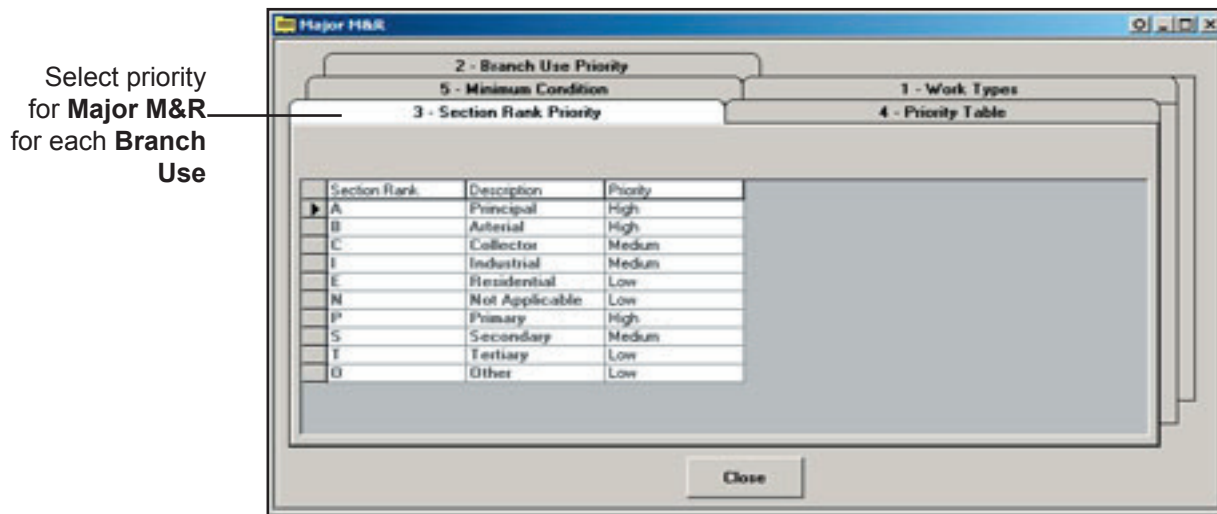 Major M&R
Select priority
for Major M&R
for each Branch
Use
2 - Branch Use Priority
5 - Minimum Condition 1 - Work Types
3 - Section Rank Priority 4 - Priority Table
Section Rank Description Priority
A Principal High
B Arterial High
C Collector Medium
I Industrial Medium
E Residential Low
N Not Applicable Low
P Primary High
S Secondary Medium
T Tertiary Low
O Other Low
Close